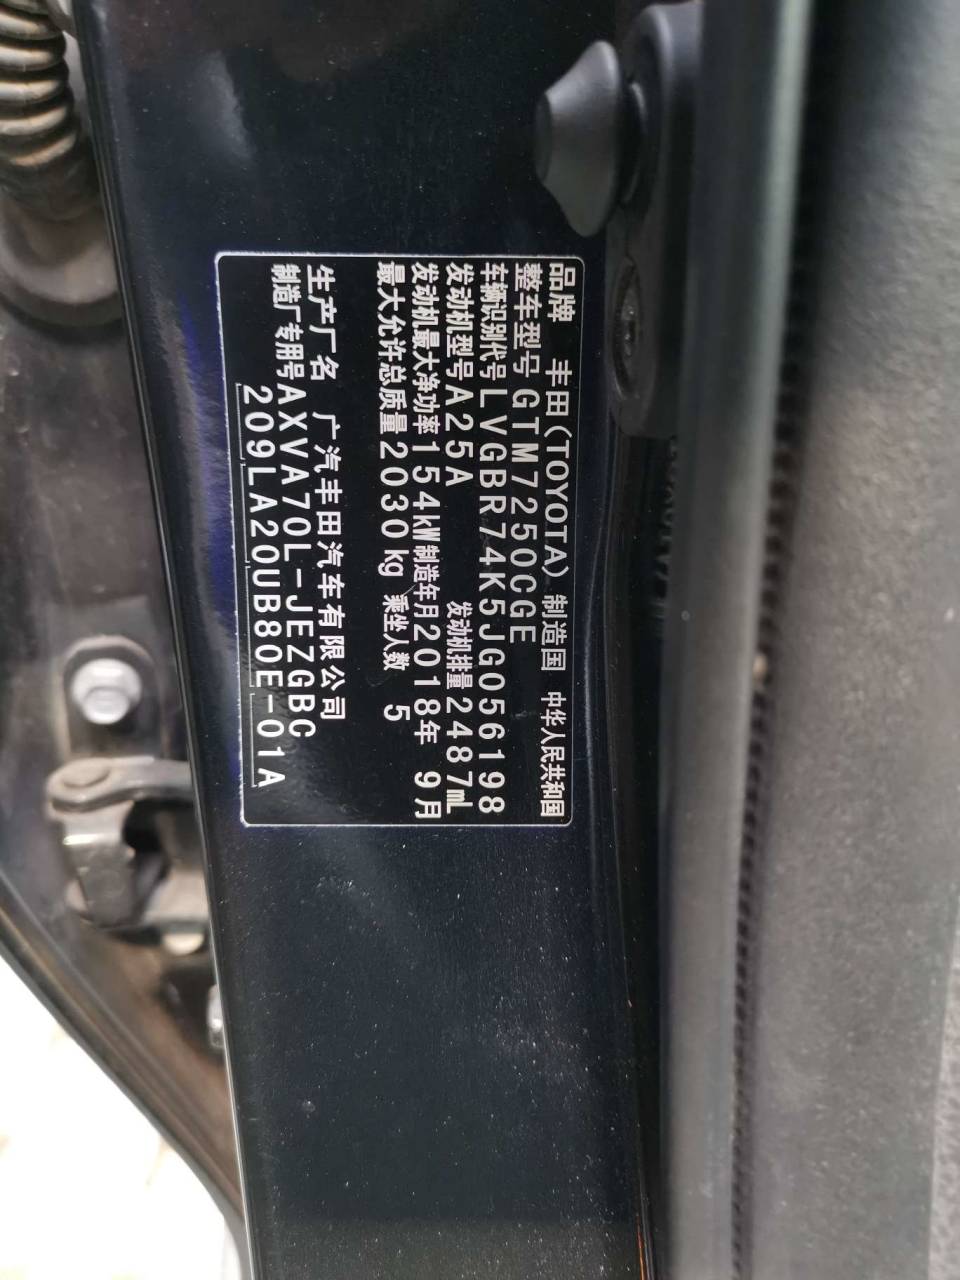 品牌 丰田(TOYOTA) 制造国 中华人民共和国
整车型号 GTM7250CGE
车辆识别代号 LVGBR74K5JG056198
发动机型号 A25A 发动机排量 2487mL
发动机最大净功率 154kW 制造年月 2018年 9月
最大允许总质量 2030kg 乘坐人数 5
生产厂名 广汽丰田汽车有限公司
制造厂专用号 AXVA70L-JEZGBC
209LA20UB80E-01A